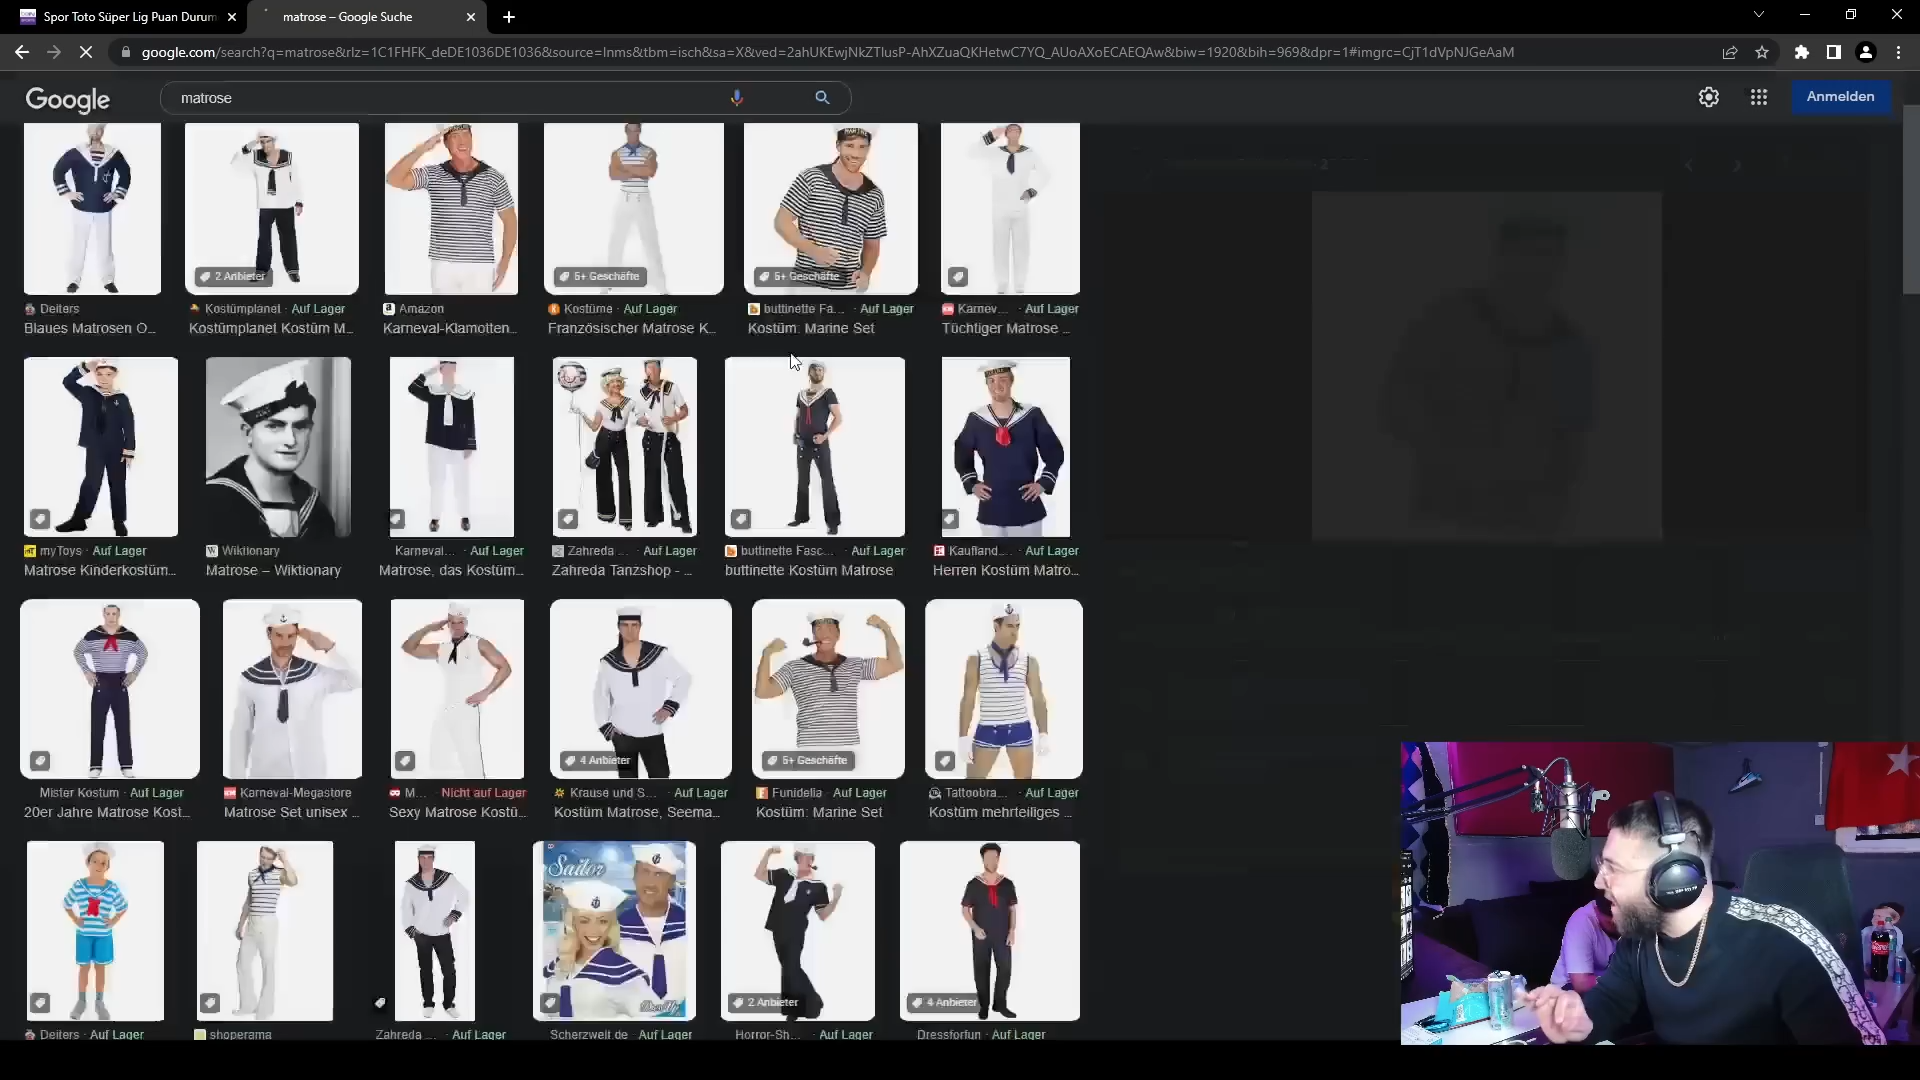 Spor Toto Süper Lig Puan Durum
matrose – Google Suche
google.com/search?q=matrose&rlz=1C1FHFK_deDE1036DE1036&source=lnms&tbm=isch&sa=X&ved=2ahUKEwjNkZTlusP-AhXZuaQKHetwC7YQ_AUoAXoECAEQAw&biw=1920&bih=969&dpr=1#imgrc=CjT1dVpNJGeAaM
Google
matrose
Anmelden
2 Anbieter
5+ Geschäfte
5+ Geschäfte
Deiters
Kostümplanet · Auf Lager
Amazon
Kostüme · Auf Lager
buttinette Fa... · Auf Lager
Karnev... · Auf Lager
Blaues Matrosen O...
Kostümplanet Kostüm M...
Karneval-Klamotten...
Französischer Matrose K...
Kostüm: Marine Set
Tüchtiger Matrose ...
myToys · Auf Lager
Wiktionary
Karneval... · Auf Lager
Zahreda ... · Auf Lager
buttinette Fasc... · Auf Lager
Kaufland... · Auf Lager
Matrose Kinderkostüm...
Matrose – Wiktionary
Matrose, das Kostüm...
Zahreda Tanzshop - ...
buttinette Kostüm Matrose
Herren Kostüm Matro...
4 Anbieter
5+ Geschäfte
Mister Kostum · Auf Lager
Karneval-Megastore
M... · Nicht auf Lager
Krause und S... · Auf Lager
Funidelia · Auf Lager
Tattoobra... · Auf Lager
20er Jahre Matrose Kost...
Matrose Set unisex ...
Sexy Matrose Kostü...
Kostüm Matrose, Seema...
Kostüm: Marine Set
Kostüm mehrteiliges ...
Sailor
2 Anbieter
4 Anbieter
Deiters · Auf Lager
shoperama
Zahreda ... · Auf Lager
Scherzwelt.de · Auf Lager
Horror-Sh... · Auf Lager
Dressforfun · Auf Lager